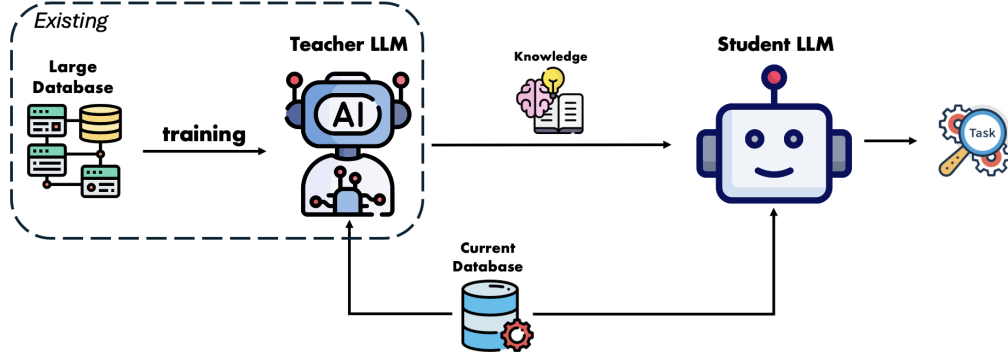 Existing
Large
Database
training
Teacher LLM
AI
Knowledge
Student LLM
Task
Current
Database